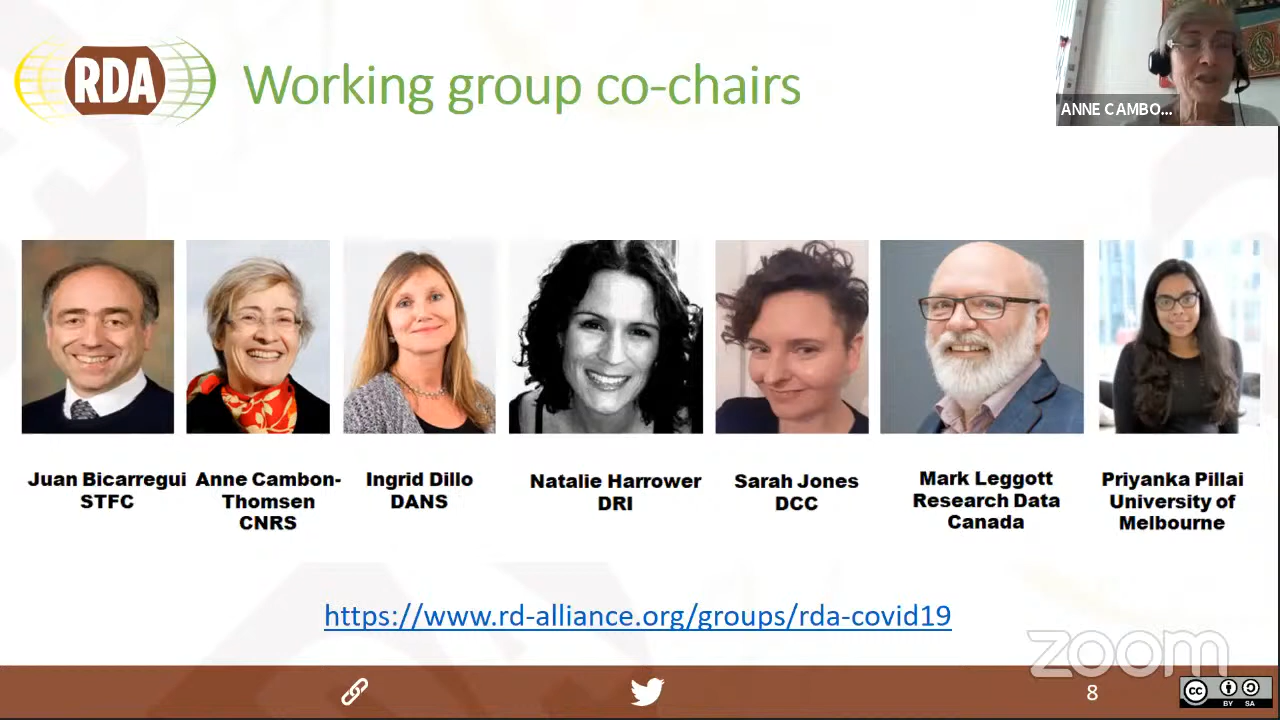 RDA
Working group co-chairs
ANNE CAMBO...
Juan Bicarregui
STFC
Anne Cambon-
Thomsen
CNRS
Ingrid Dillo
DANS
Natalie Harrower
DRI
Sarah Jones
DCC
Mark Leggott
Research Data
Canada
Priyanka Pillai
University of
Melbourne
https://www.rd-alliance.org/groups/rda-covid19
zoom
8
cc
BY SA